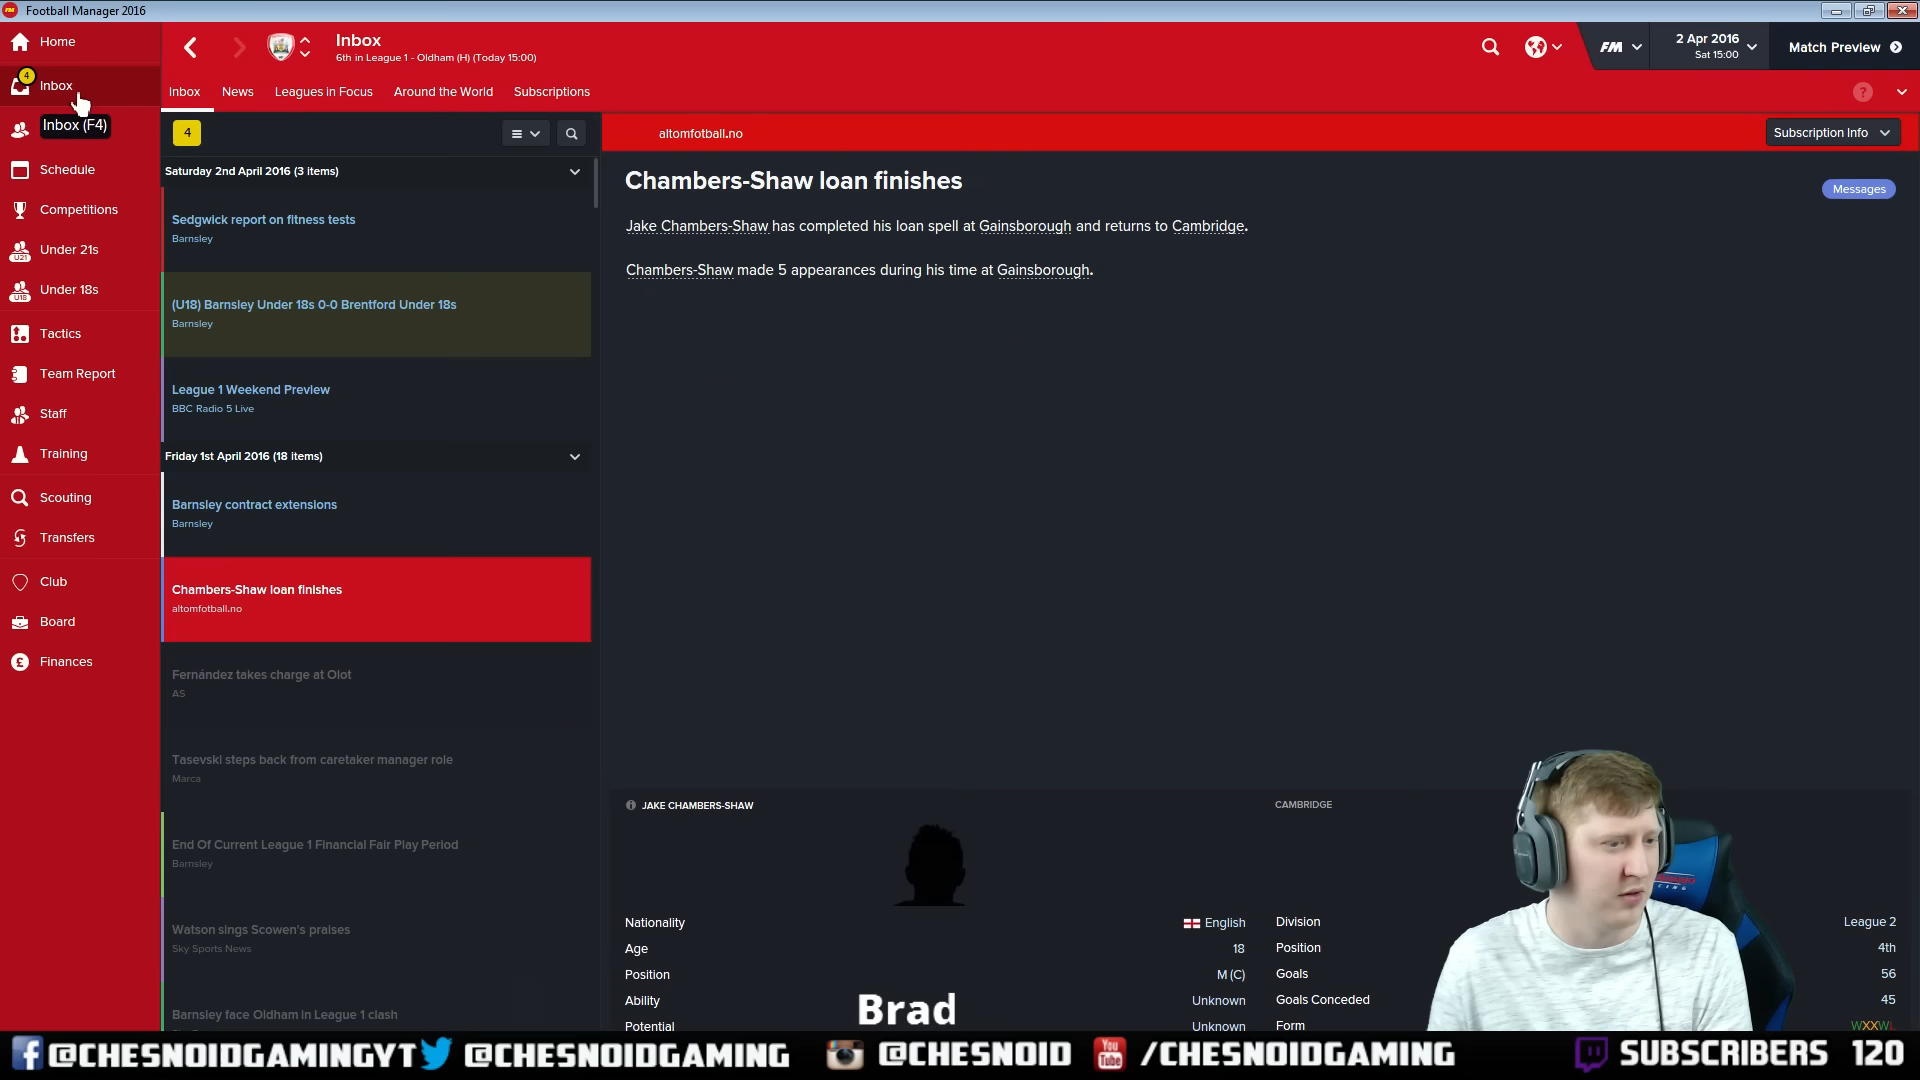 Football Manager 2016
Home
4
Inbox
Inbox (F4)
Schedule
Competitions
Under 21s
U21
Under 18s
U18
Tactics
Team Report
Staff
Training
Scouting
Transfers
Club
Board
Finances
Inbox
6th in League 1 - Oldham (H) (Today 15:00)
FM
2 Apr 2016
Sat 15:00
Match Preview
Inbox News Leagues in Focus Around the World Subscriptions
?
4
Saturday 2nd April 2016 (3 items)
Sedgwick report on fitness tests
Barnsley
(U18) Barnsley Under 18s 0-0 Brentford Under 18s
Barnsley
League 1 Weekend Preview
BBC Radio 5 Live
Friday 1st April 2016 (18 items)
Barnsley contract extensions
Barnsley
Chambers-Shaw loan finishes
altomfotball.no
Fernández takes charge at Olot
AS
Tasevski steps back from caretaker manager role
Marca
End Of Current League 1 Financial Fair Play Period
Barnsley
Watson sings Scowen's praises
Sky Sports News
Barnsley face Oldham in League 1 clash
altomfotball.no
Subscription Info
Chambers-Shaw loan finishes
Messages
Jake Chambers-Shaw has completed his loan spell at Gainsborough and returns to Cambridge.
Chambers-Shaw made 5 appearances during his time at Gainsborough.
JAKE CHAMBERS-SHAW
Nationality English
Age 18
Position M (C)
Ability Unknown
Potential Unknown
CAMBRIDGE
Division League 2
Position 4th
Goals 56
Goals Conceded 45
Form WXXWL
Brad
@CHESNOIDGAMINGYT @CHESNOIDGAMING @CHESNOID You Tube /CHESNOIDGAMING SUBSCRIBERS 120